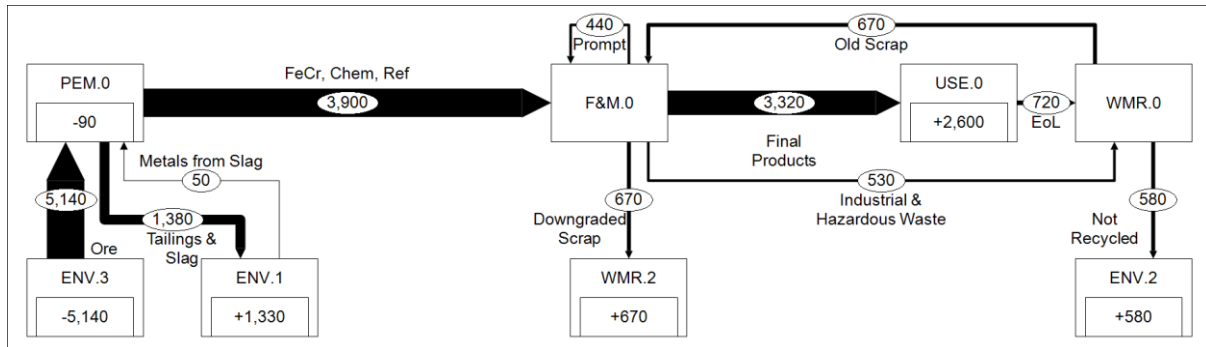 440
Prompt
670
Old Scrap
PEM.0
-90
FeCr, Chem, Ref
3,900
F&M.0
3,320
USE.0
+2,600
720
EoL
WMR.0
Metals from Slag
50
Final
Products
530
Industrial &
Hazardous Waste
5,140
Ore
1,380
Tailings &
Slag
670
Downgraded
Scrap
580
Not
Recycled
ENV.3
-5,140
ENV.1
+1,330
WMR.2
+670
ENV.2
+580